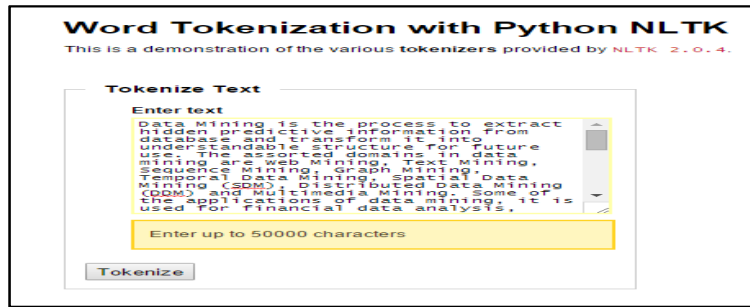 Word Tokenization with Python NLTK
This is a demonstration of the various tokenizers provided by NLTK 2.0.4.
Tokenize Text
Enter text
Data Mining is the process to extract
hidden predictive information from
database and transform it into
understandable structure for future
use. The assorted domains in data
mining are Web Mining, Text Mining,
Sequence Mining, Graph Mining,
Temporal Data Mining, Spatial Data
Mining (SDM), Distributed Data Mining
(DDM) and Multimedia Mining. Some of
the applications of data mining, it is
used for financial data analysis,
Enter up to 50000 characters
Tokenize